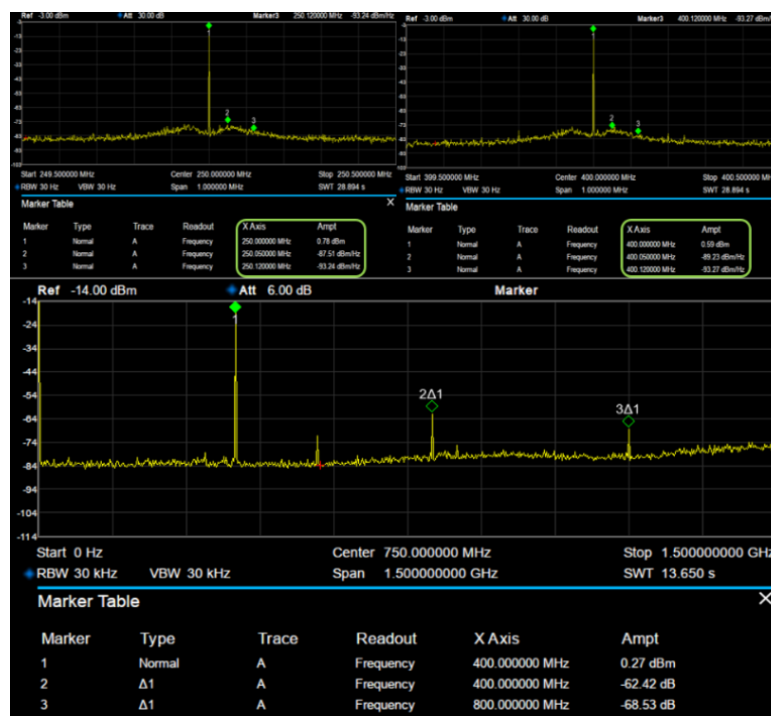 Ref -3.00 dBm Att 30.00 dB Marker3 250.120000 MHz -93.24 dBm/Hz
1
2
3
Start 249.500000 MHz Center 250.000000 MHz Stop 250.500000 MHz
RBW 30 Hz VBW 30 Hz Span 1.000000 MHz SWT 28.894 s
Marker Table X
Marker Type Trace Readout X Axis Ampt
1 Normal A Frequency 250.000000 MHz 0.78 dBm
2 Normal A Frequency 250.050000 MHz -87.51 dBm/Hz
3 Normal A Frequency 250.120000 MHz -93.24 dBm/Hz
Ref -3.00 dBm Att 30.00 dB Marker3 400.120000 MHz -93.27 dBm/
1
2
3
Start 399.500000 MHz Center 400.000000 MHz Stop 400.500000 MHz
RBW 30 Hz VBW 30 Hz Span 1.000000 MHz SWT 28.894 s
Marker Table
Marker Type Trace Readout X Axis Ampt
1 Normal A Frequency 400.000000 MHz 0.59 dBm
2 Normal A Frequency 400.050000 MHz -89.23 dBm/Hz
3 Normal A Frequency 400.120000 MHz -93.27 dBm/Hz
Ref -14.00 dBm Att 6.00 dB Marker
-14
-24
-34
-44
-54
-64
-74
-84
-94
-104
-114
1
2Δ1
3Δ1
Start 0 Hz Center 750.000000 MHz Stop 1.500000000 GHz
RBW 30 kHz VBW 30 kHz Span 1.500000000 GHz SWT 13.650 s
Marker Table X
Marker Type Trace Readout X Axis Ampt
1 Normal A Frequency 400.000000 MHz 0.27 dBm
2 Δ1 A Frequency 400.000000 MHz -62.42 dB
3 Δ1 A Frequency 800.000000 MHz -68.53 dB